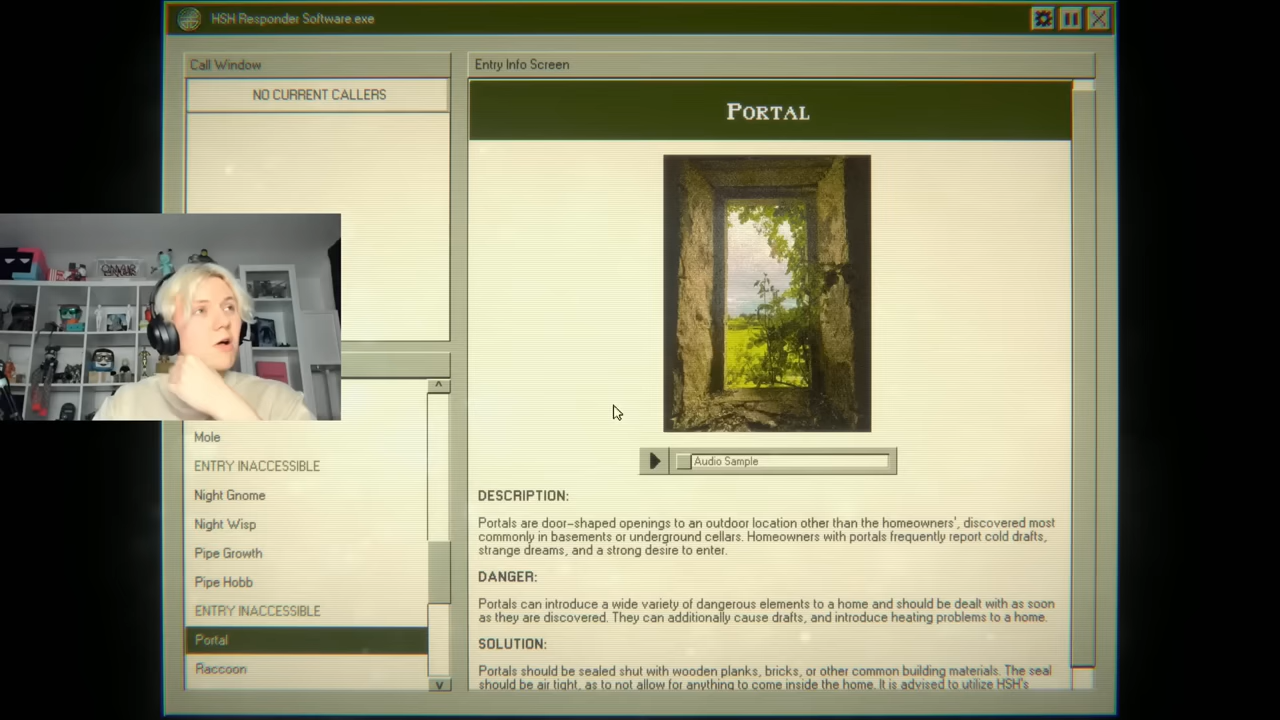 HSH Responder Software.exe
Call Window
NO CURRENT CALLERS
Mole
ENTRY INACCESSIBLE
Night Gnome
Night Wisp
Pipe Growth
Pipe Hobb
ENTRY INACCESSIBLE
Portal
Raccoon
Entry Info Screen
PORTAL
Audio Sample
DESCRIPTION:
Portals are door-shaped openings to an outdoor location other than the homeowners', discovered most
commonly in basements or underground cellars. Homeowners with portals frequently report cold drafts,
strange dreams, and a strong desire to enter.
DANGER:
Portals can introduce a wide variety of dangerous elements to a home and should be dealt with as soon
as they are discovered. They can additionally cause drafts, and introduce heating problems to a home.
SOLUTION:
Portals should be sealed shut with wooden planks, bricks, or other common building materials. The seal
should be air tight, as to not allow for anything to come inside the home. It is advised to utilize HSH's